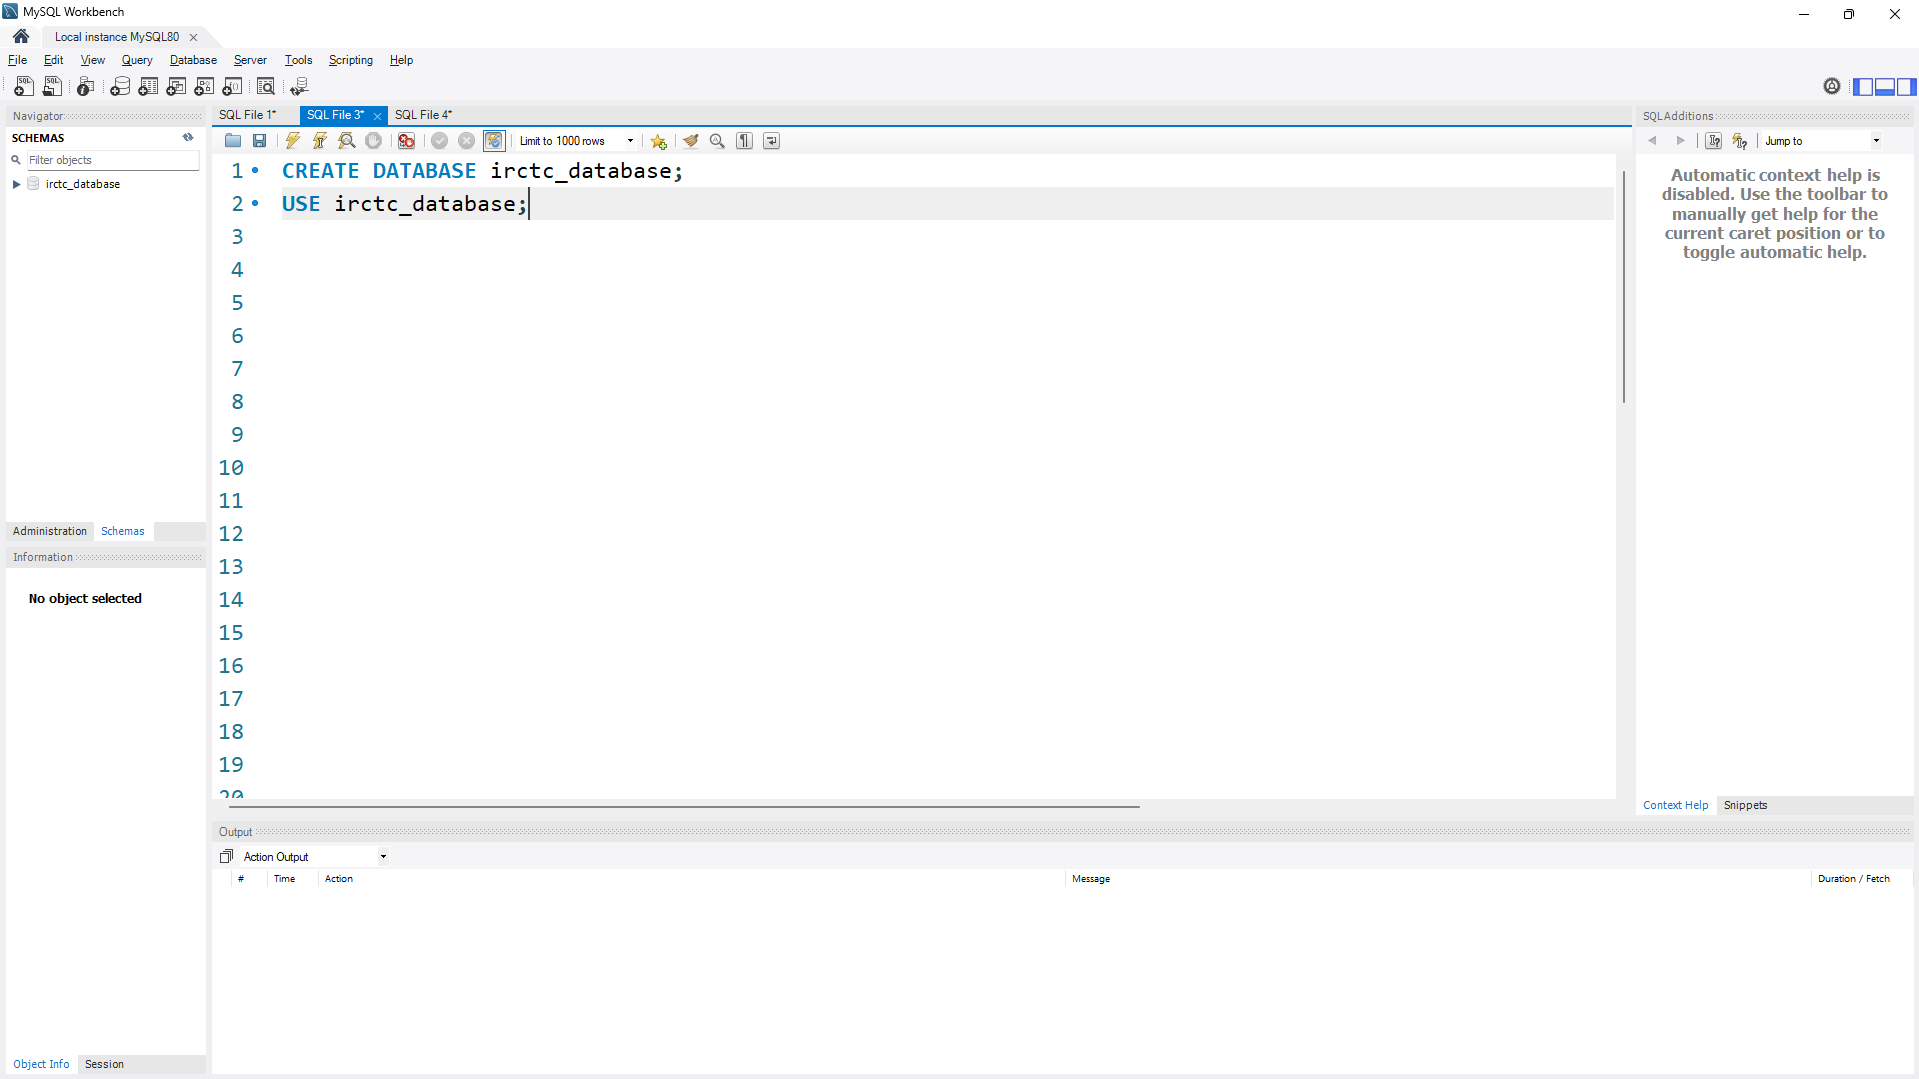 MySQL Workbench
Local instance MySQL80
File Edit View Query Database Server Tools Scripting Help
Navigator
SCHEMAS
Filter objects
irctc_database
Administration Schemas
Information
No object selected
Object Info Session
SQL File 1* SQL File 3* SQL File 4*
Limit to 1000 rows
1 CREATE DATABASE irctc_database;
2 USE irctc_database;
3
4
5
6
7
8
9
10
11
12
13
14
15
16
17
18
19
20
Output
Action Output
# Time Action Message Duration / Fetch
SQLAdditions
Jump to
Automatic context help is
disabled. Use the toolbar to
manually get help for the
current caret position or to
toggle automatic help.
Context Help Snippets